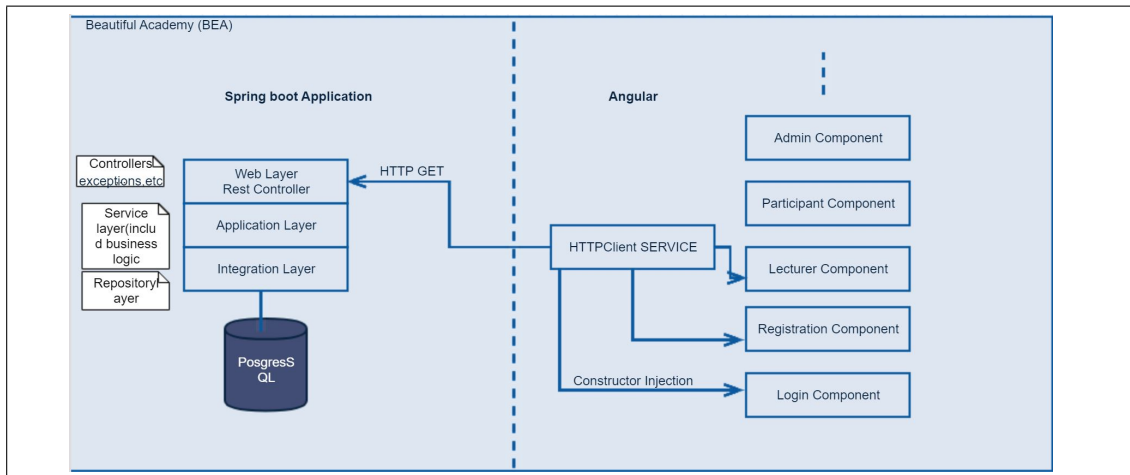 Beautiful Academy (BEA)
Spring boot Application
Angular
Controllers
exceptions,etc
Service
layer(inclu
d business
logic
Repositoryl
ayer
Web Layer
Rest Controller
Application Layer
Integration Layer
PosgresS
QL
HTTP GET
HTTPClient SERVICE
Constructor Injection
Admin Component
Participant Component
Lecturer Component
Registration Component
Login Component